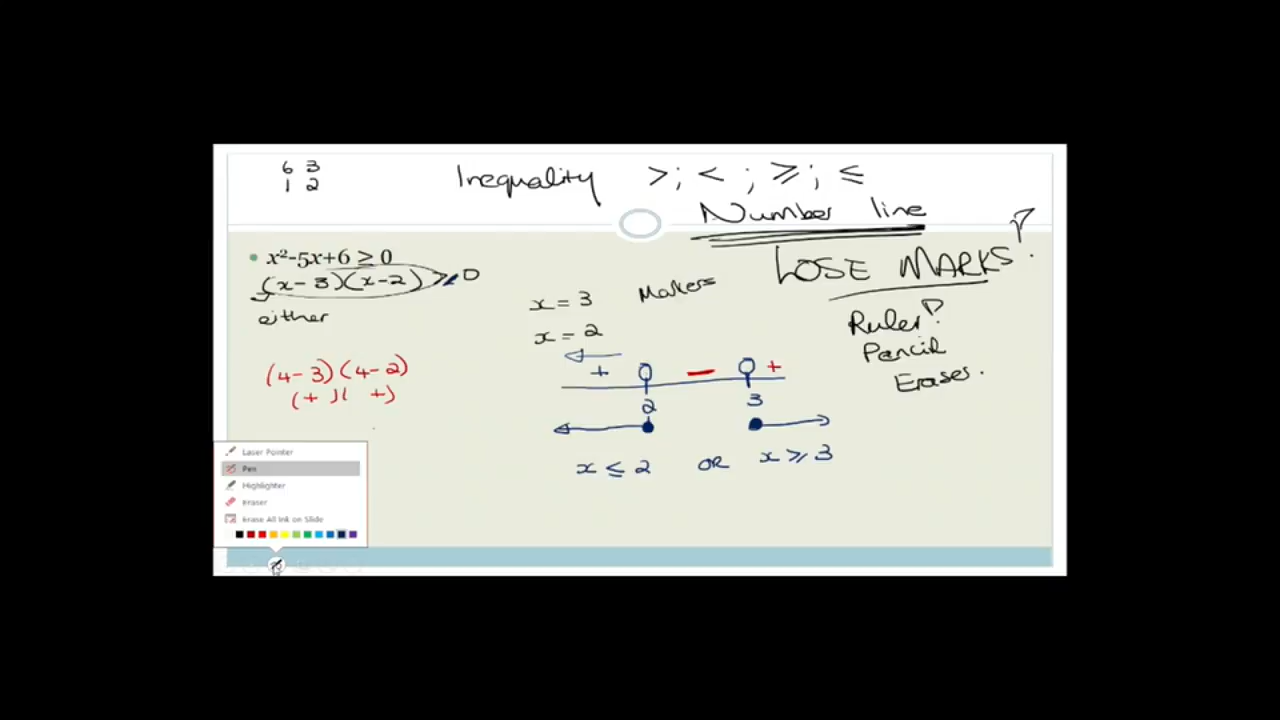 6 3
1 2
Inequality >; < ; ≥; ≤
Number line
LOSE MARKS!
• x²-5x+6 ≥ 0
(x-3)(x-2) ≥ 0
either
x = 3
x = 2
Ruler!
Pencil
Eraser.
(4-3)(4-2)
(+)(+)
+ 0 - 0 +
2 3
x ≤ 2 OR x ≥ 3
Laser Pointer
Pen
Highlighter
Eraser
Erase All Ink on Slide